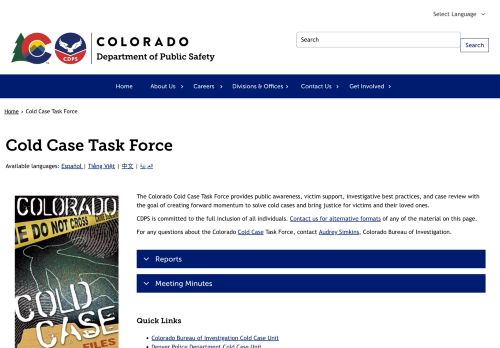 Select Language
COLORADO
Department of Public Safety
CDPS
Search
Search
Home About Us Careers Divisions & Offices Contact Us Get Involved
Home › Cold Case Task Force
Cold Case Task Force
Available languages: Español | Tiếng Việt | 中文 |
The Colorado Cold Case Task Force provides public awareness, victim support, investigative best practices, and case review with
the goal of creating forward momentum to solve cold cases and bring justice for victims and their loved ones.
CDPS is committed to the full inclusion of all individuals. Contact us for alternative formats of any of the material on this page.
For any questions about the Colorado Cold Case Task Force, contact Audrey Simkins, Colorado Bureau of Investigation.
COLORADO
NE DO NOT CROSS
COLD
CASE
FILES
Reports
Meeting Minutes
Quick Links
Colorado Bureau of Investigation Cold Case Unit
Denver Police Department Cold Case Unit